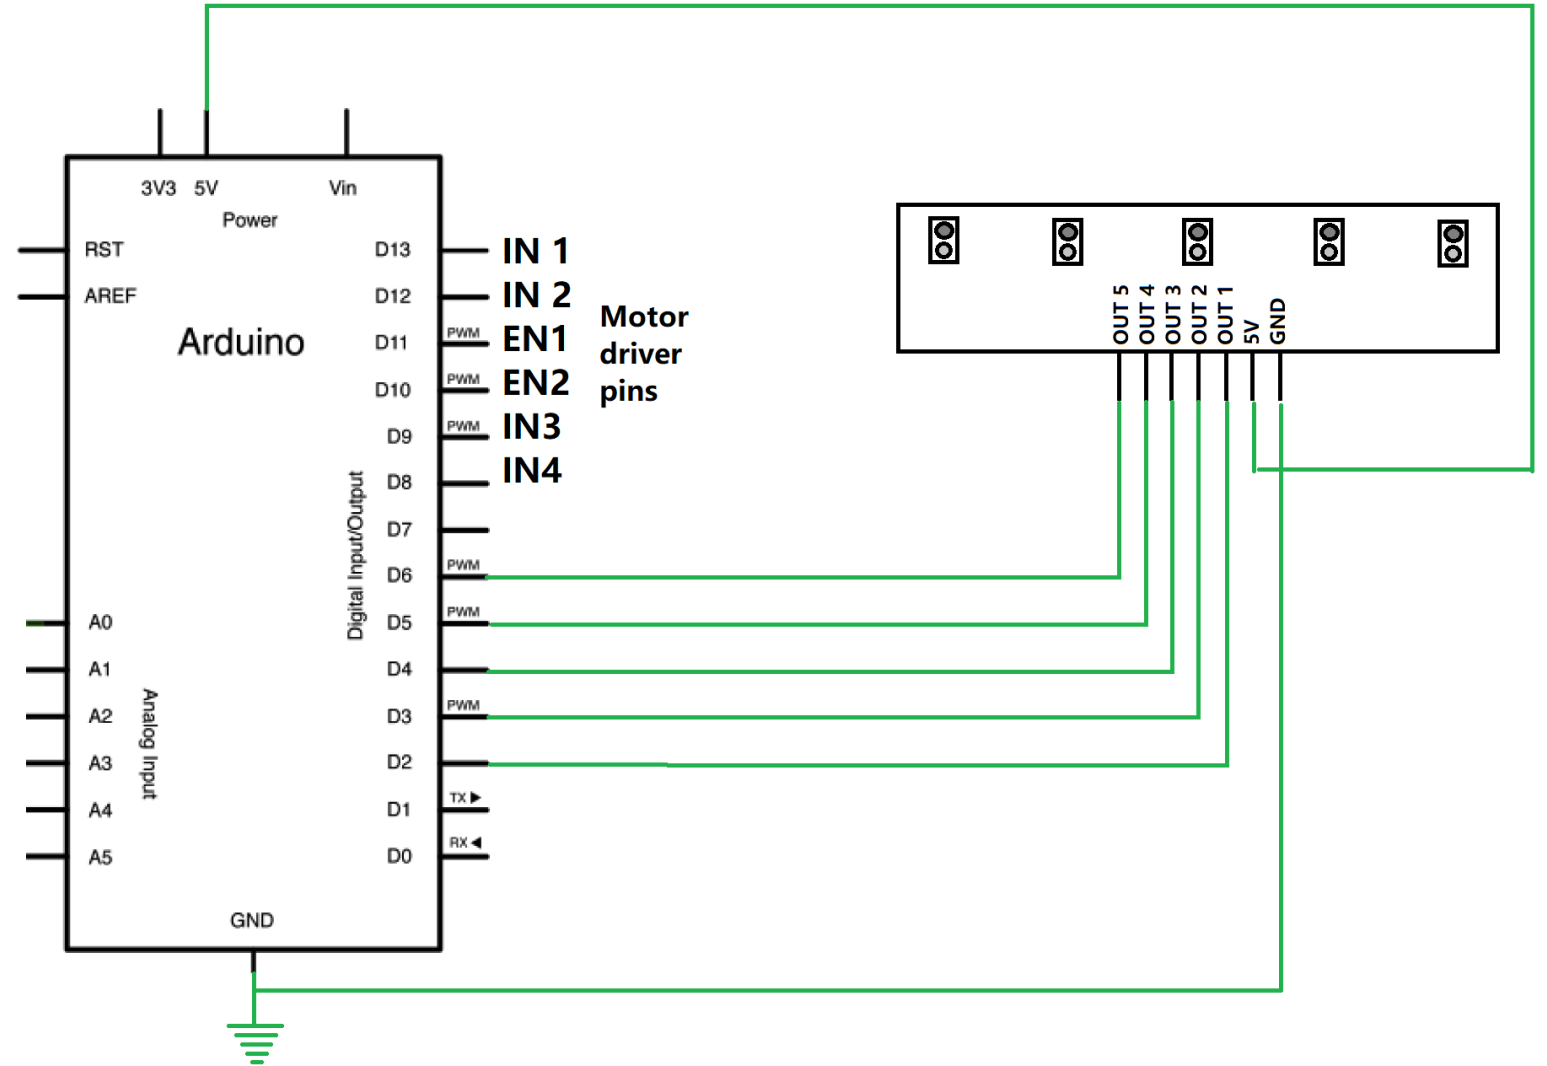 3V3 5V Vin
Power
RST
AREF
Arduino
D13 IN 1
D12 IN 2
D11 PWM EN1
D10 PWM EN2
D9 PWM IN3
D8 IN4
Motor
driver
pins
D7
D6 PWM
D5 PWM
D4
D3 PWM
D2
D1 TX
D0 RX
Digital Input/Output
A0
A1
A2
A3
A4
A5
Analog Input
GND
OUT 5
OUT 4
OUT 3
OUT 2
OUT 1
5V
GND